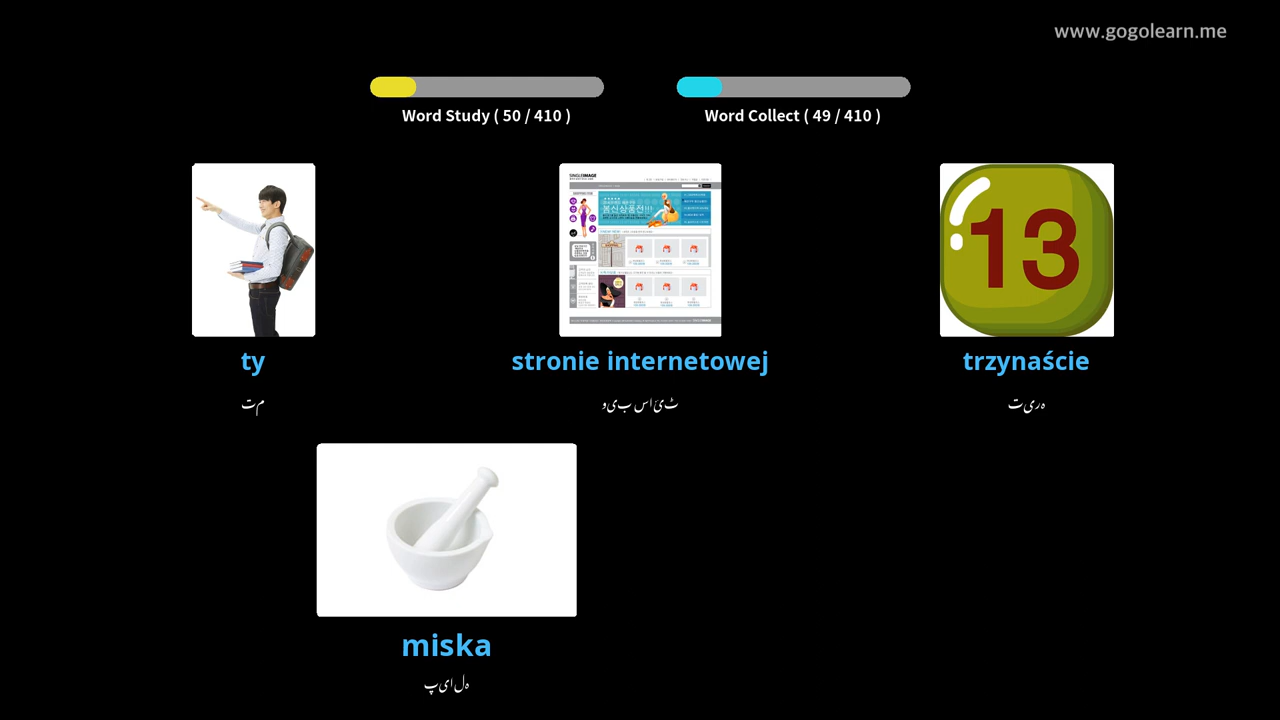 www.gogolearn.me
Word Study ( 50 / 410 )
Word Collect ( 49 / 410 )
13
ty
stronie internetowej
trzynaście
تم
ویب سائٹ
تیرہ
miska
پیالہ